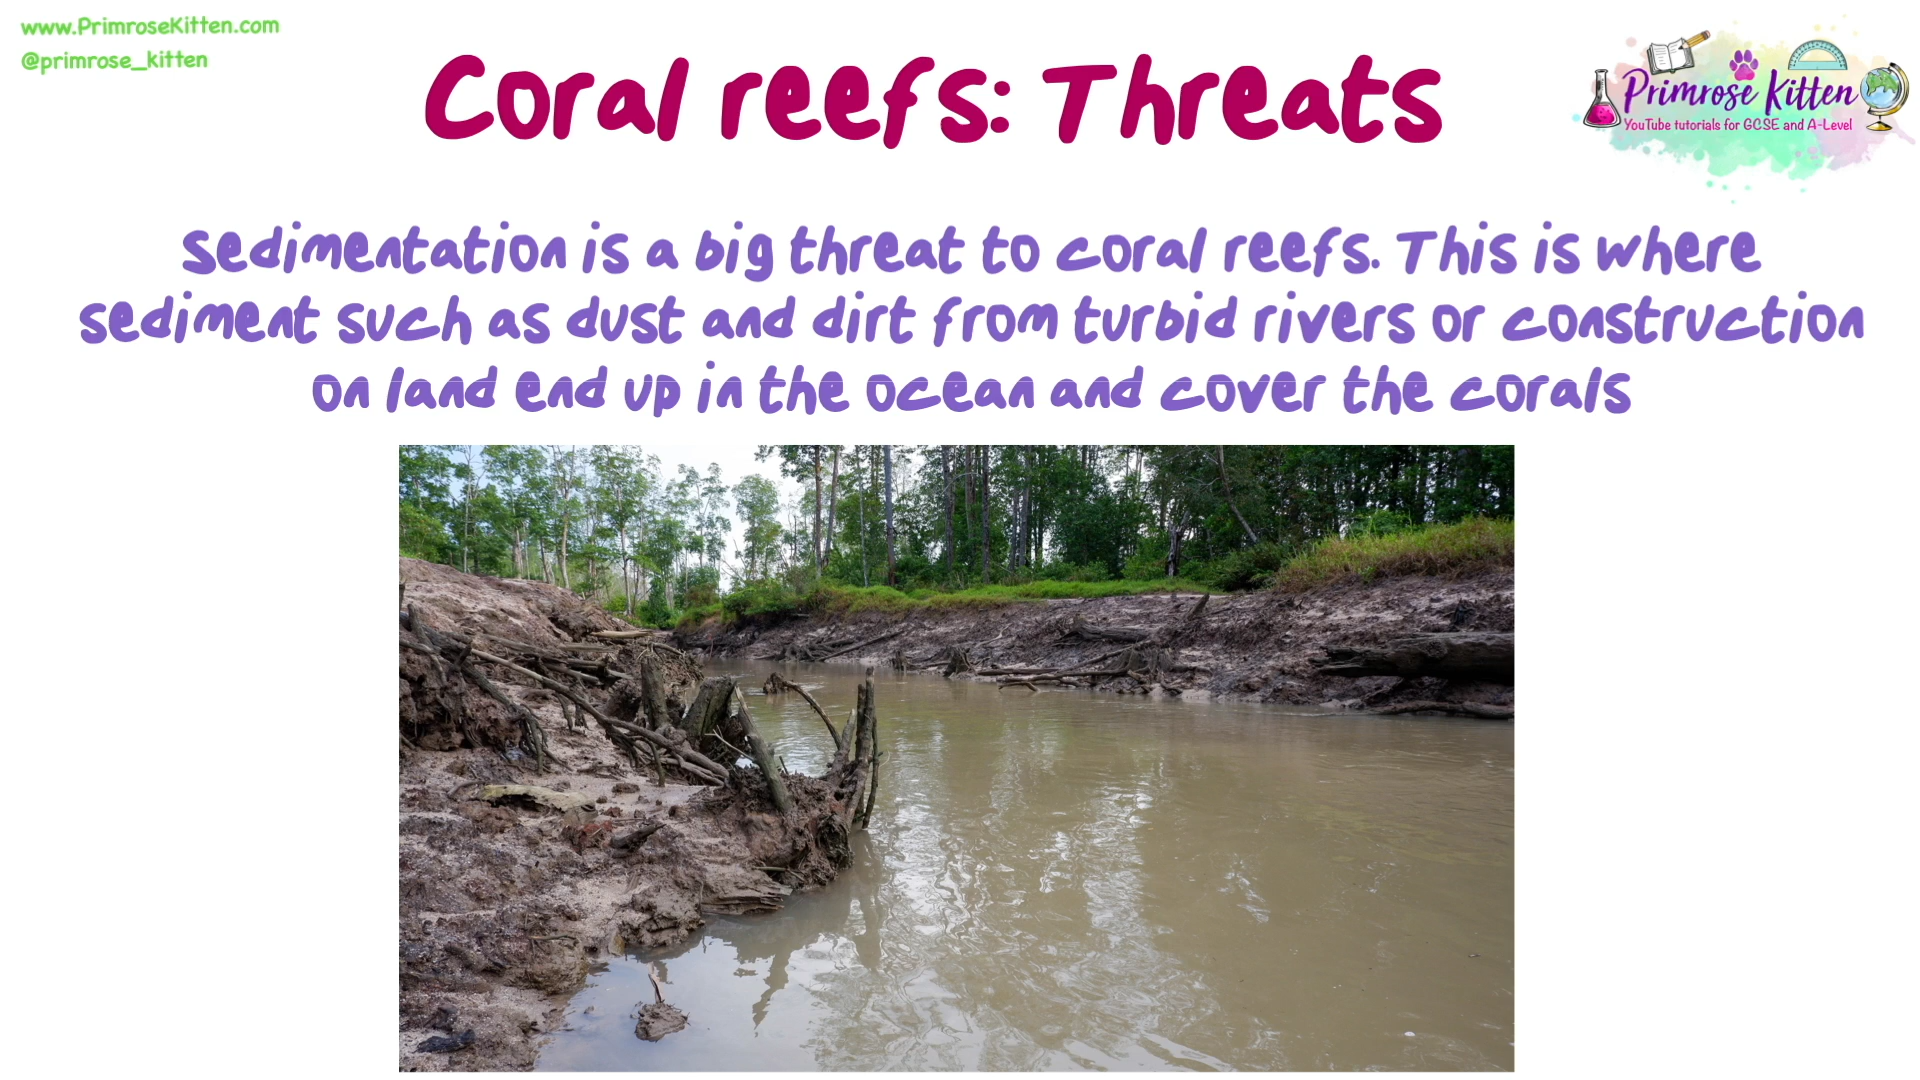 www.PrimroseKitten.com
@primrose_kitten
Coral reefs: Threats
Primrose Kitten
YouTube tutorials for GCSE and A-Level
Sedimentation is a big threat to coral reefs. This is where
sediment such as dust and dirt from turbid rivers or construction
on land end up in the ocean and cover the corals